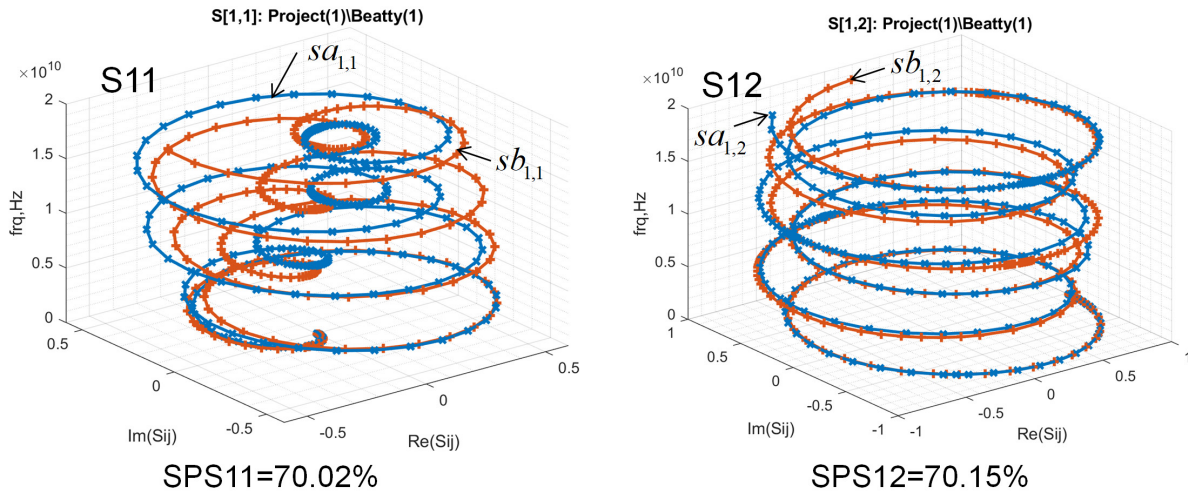 S[1,1]: Project(1)\Beatty(1)
S11
sa1,1
sb1,1
×10^10
2
1.5
1
0.5
0
frq,Hz
0.5
0
-0.5
Im(Sij)
-0.5
0
0.5
Re(Sij)
SPS11=70.02%
S[1,2]: Project(1)\Beatty(1)
S12
sb1,2
sa1,2
×10^10
2
1.5
1
0.5
0
frq,Hz
1
0.5
0
-0.5
-1
Im(Sij)
-1
-0.5
0
0.5
1
Re(Sij)
SPS12=70.15%